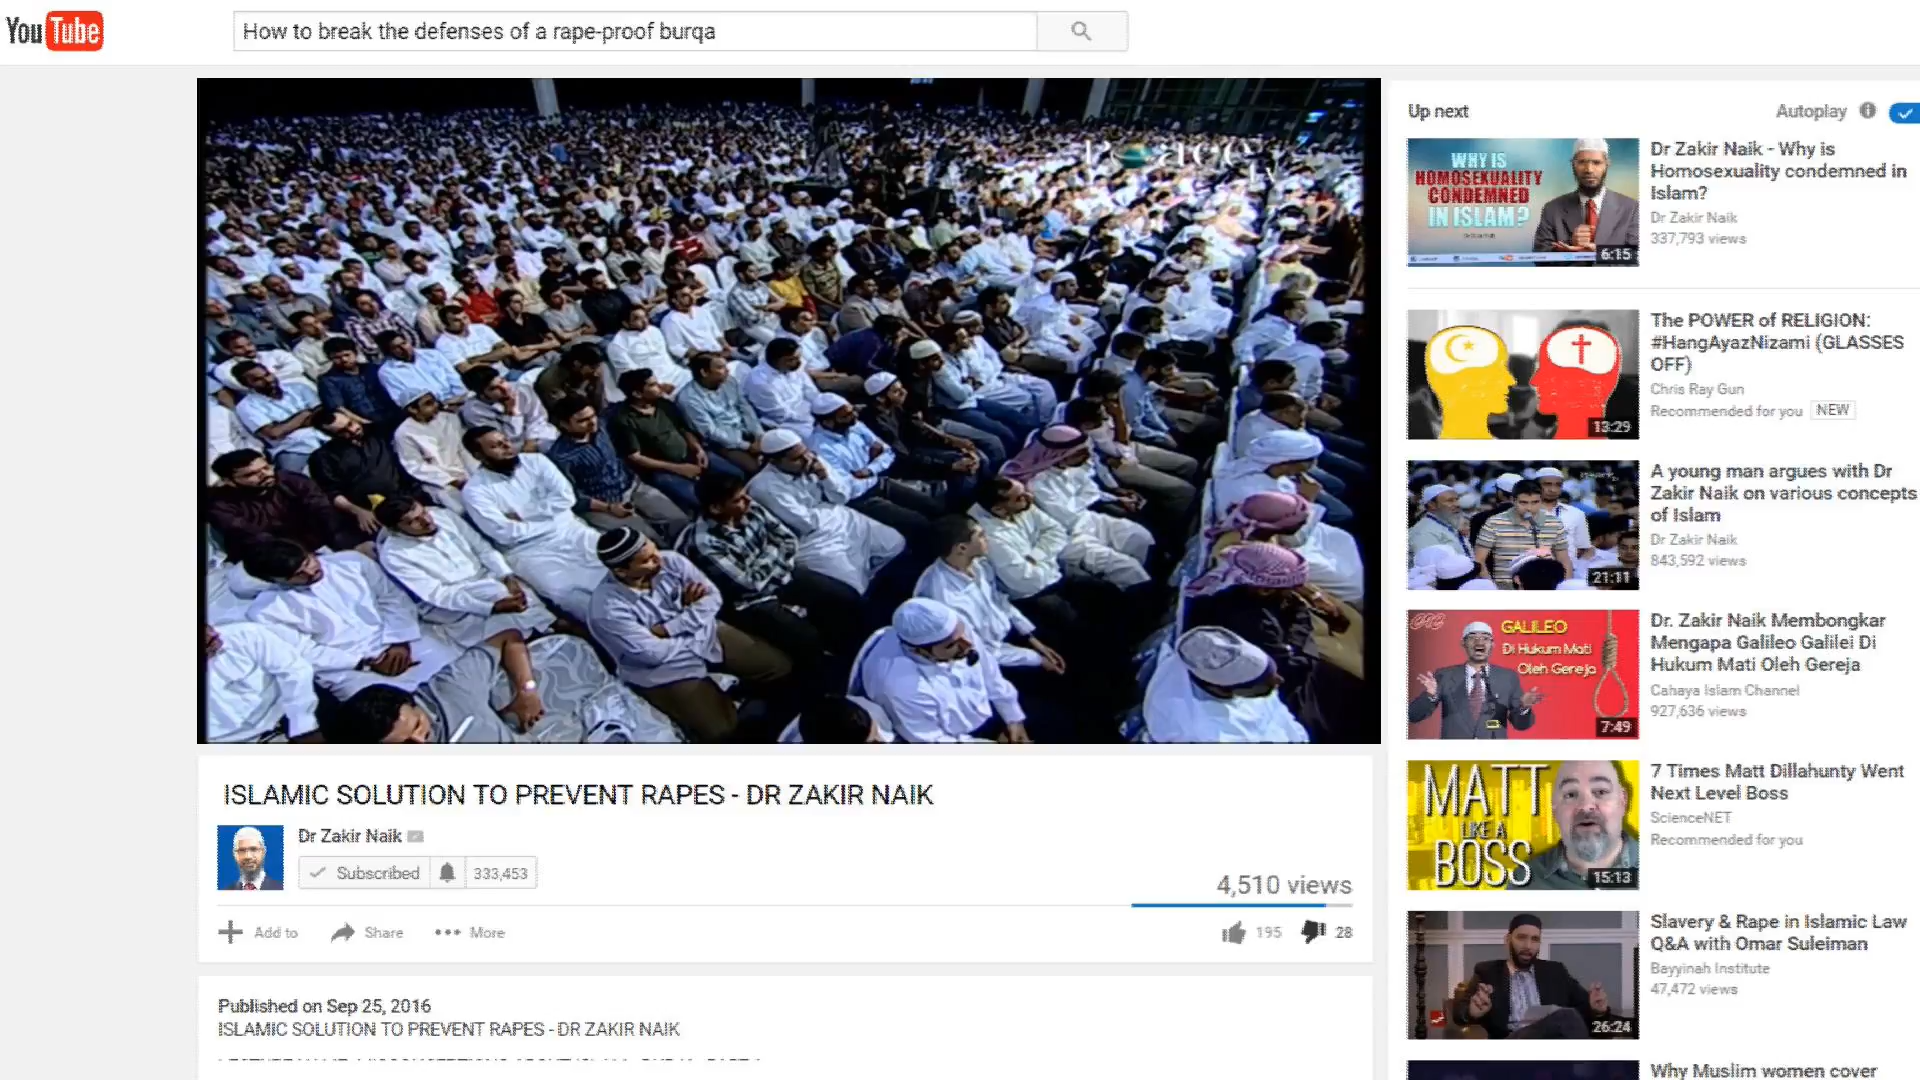 YouTube
How to break the defenses of a rape-proof burqa
Peace
TV
ISLAMIC SOLUTION TO PREVENT RAPES - DR ZAKIR NAIK
Dr Zakir Naik
Subscribed 333,453
4,510 views
Add to Share More
195 28
Published on Sep 25, 2016
ISLAMIC SOLUTION TO PREVENT RAPES - DR ZAKIR NAIK
Up next Autoplay
WHY IS
HOMOSEXUALITY
CONDEMNED
IN ISLAM?
6:15
Dr Zakir Naik - Why is
Homosexuality condemned in
Islam?
Dr Zakir Naik
337,793 views
13:29
The POWER of RELIGION:
#HangAyazNizami (GLASSES
OFF)
Chris Ray Gun
Recommended for you NEW
21:11
A young man argues with Dr
Zakir Naik on various concepts
of Islam
Dr Zakir Naik
843,592 views
GALILEO
Di Hukum Mati
Oleh Gereja
7:49
Dr. Zakir Naik Membongkar
Mengapa Galileo Galilei Di
Hukum Mati Oleh Gereja
Cahaya Islam Channel
927,636 views
MATT
LIKE A
BOSS
15:13
7 Times Matt Dillahunty Went
Next Level Boss
ScienceNET
Recommended for you
26:24
Slavery & Rape in Islamic Law
Q&A with Omar Suleiman
Bayyinah Institute
47,472 views
Why Muslim women cover